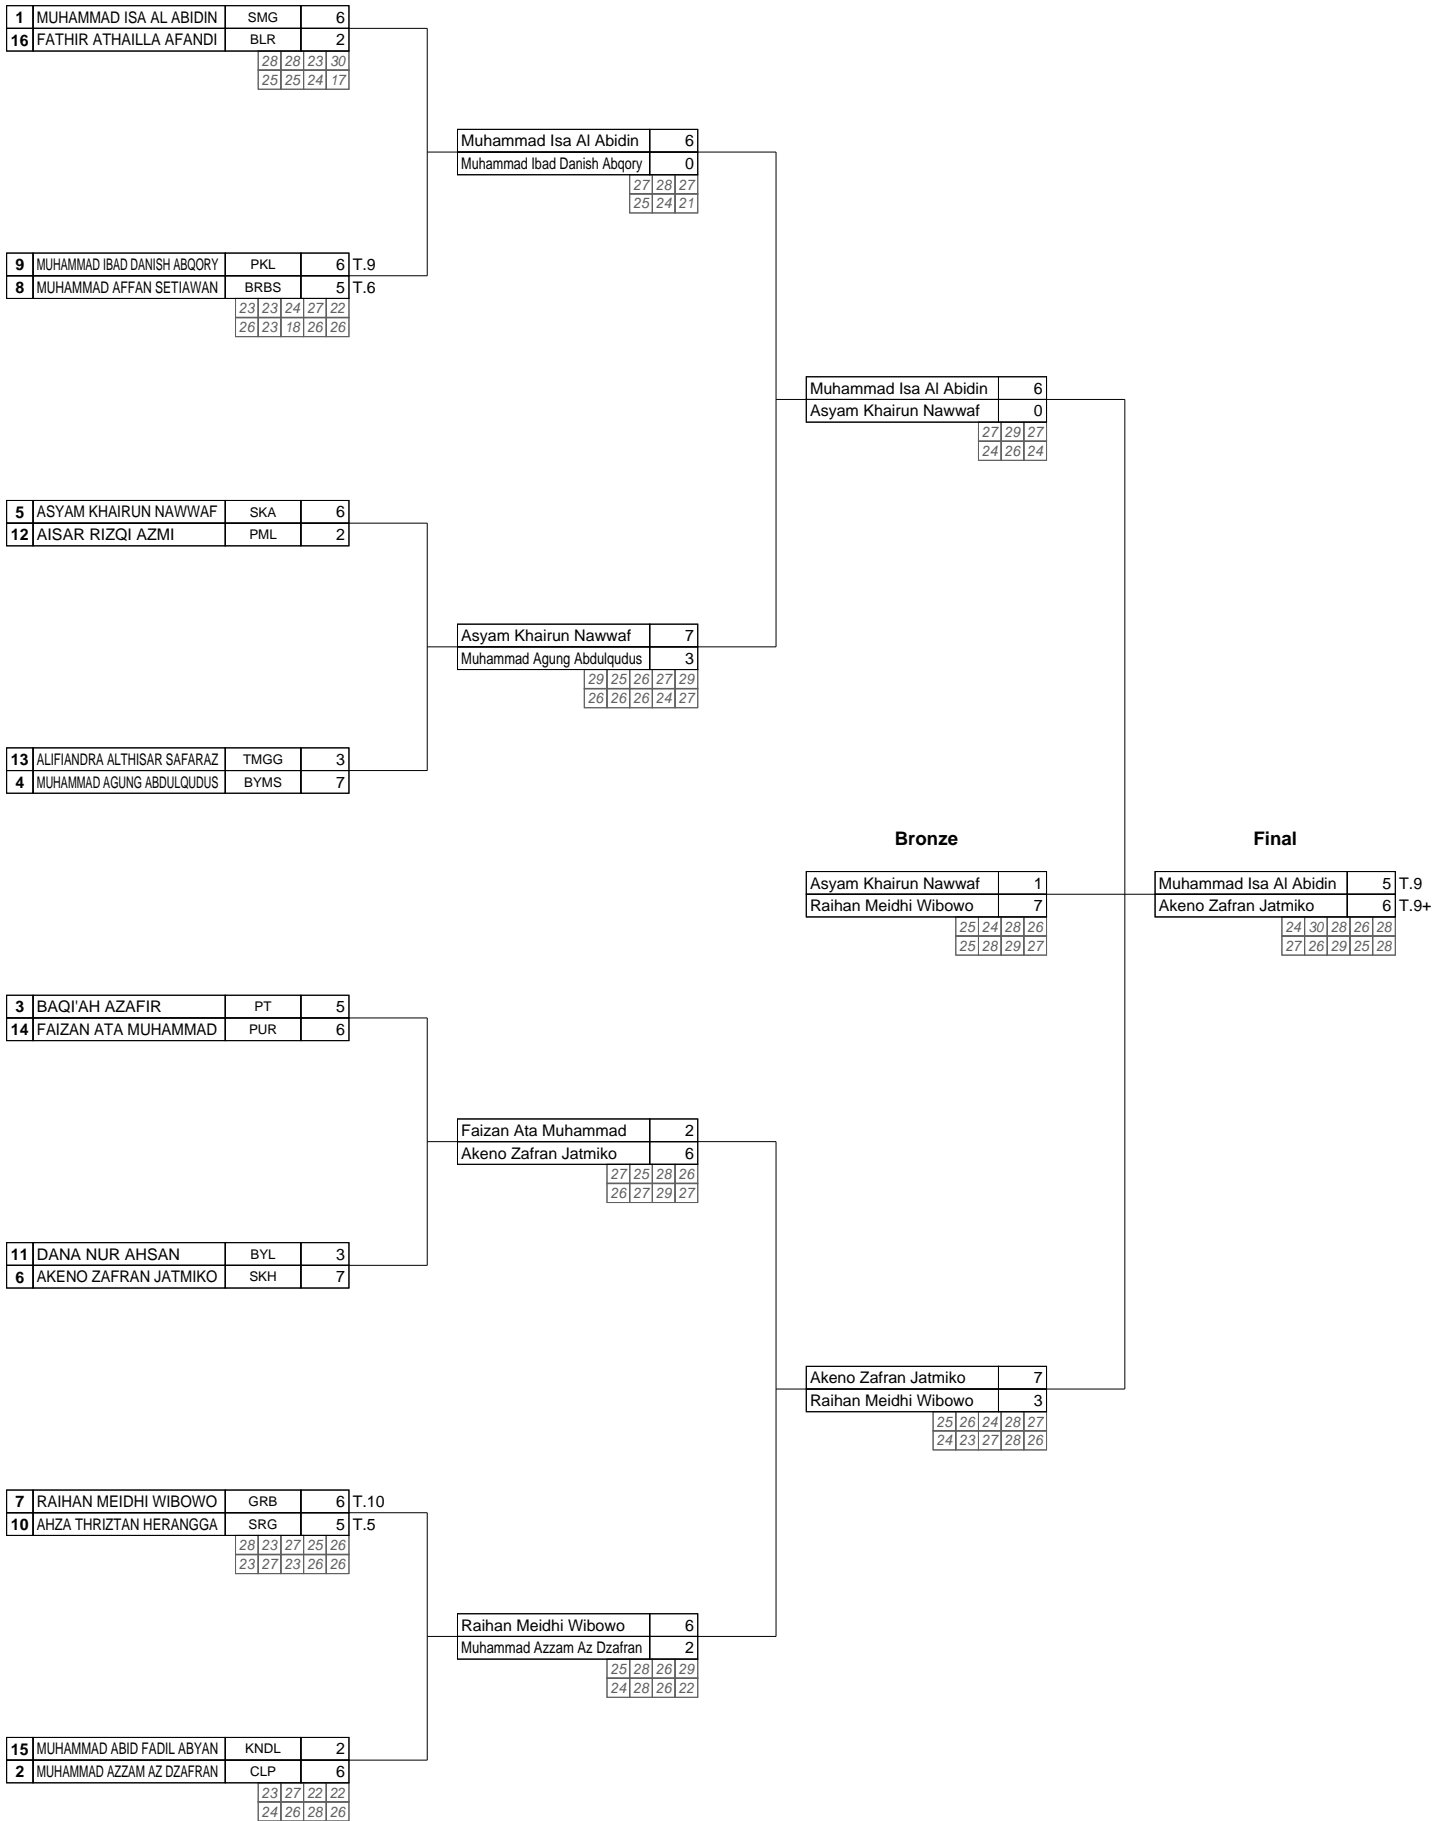 1 MUHAMMAD ISA AL ABIDIN SMG 6
16 FATHIR ATHAILLA AFANDI BLR 2
28 28 23 30
25 25 24 17
Muhammad Isa Al Abidin 6
Muhammad Ibad Danish Abqory 0
27 28 27
25 24 21
9 MUHAMMAD IBAD DANISH ABQORY PKL 6 T.9
8 MUHAMMAD AFFAN SETIAWAN BRBS 5 T.6
23 23 24 27 22
26 23 18 26 26
Muhammad Isa Al Abidin 6
Asyam Khairun Nawwaf 0
27 29 27
24 26 24
5 ASYAM KHAIRUN NAWWAF SKA 6
12 AISAR RIZQI AZMI PML 2
Asyam Khairun Nawwaf 7
Muhammad Agung Abdulqudus 3
29 25 26 27 29
26 26 26 24 27
13 ALIFIANDRA ALTHISAR SAFARAZ TMGG 3
4 MUHAMMAD AGUNG ABDULQUDUS BYMS 7
Bronze Final
Asyam Khairun Nawwaf 1 Muhammad Isa Al Abidin 5 T.9
Raihan Meidhi Wibowo 7 Akeno Zafran Jatmiko 6 T.9+
25 24 28 26 24 30 28 26 28
25 28 29 27 27 26 29 25 28
3 BAQI'AH AZAFIR PT 5
14 FAIZAN ATA MUHAMMAD PUR 6
Faizan Ata Muhammad 2
Akeno Zafran Jatmiko 6
27 25 28 26
26 27 29 27
11 DANA NUR AHSAN BYL 3
6 AKENO ZAFRAN JATMIKO SKH 7
Akeno Zafran Jatmiko 7
Raihan Meidhi Wibowo 3
25 26 24 28 27
24 23 27 28 26
7 RAIHAN MEIDHI WIBOWO GRB 6 T.10
10 AHZA THRIZTAN HERANGGA SRG 5 T.5
28 23 27 25 26
23 27 23 26 26
Raihan Meidhi Wibowo 6
Muhammad Azzam Az Dzafran 2
25 28 26 29
24 28 26 22
15 MUHAMMAD ABID FADIL ABYAN KNDL 2
2 MUHAMMAD AZZAM AZ DZAFRAN CLP 6
23 27 22 22
24 26 28 26